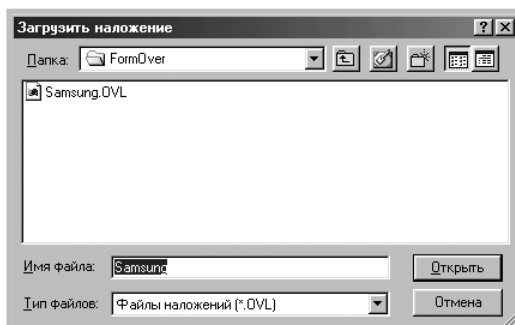 Загрузить наложение
Папка: FormOver
Samsung.OVL
Имя файла: Samsung Открыть
Тип файлов: Файлы наложений (*.OVL) Отмена